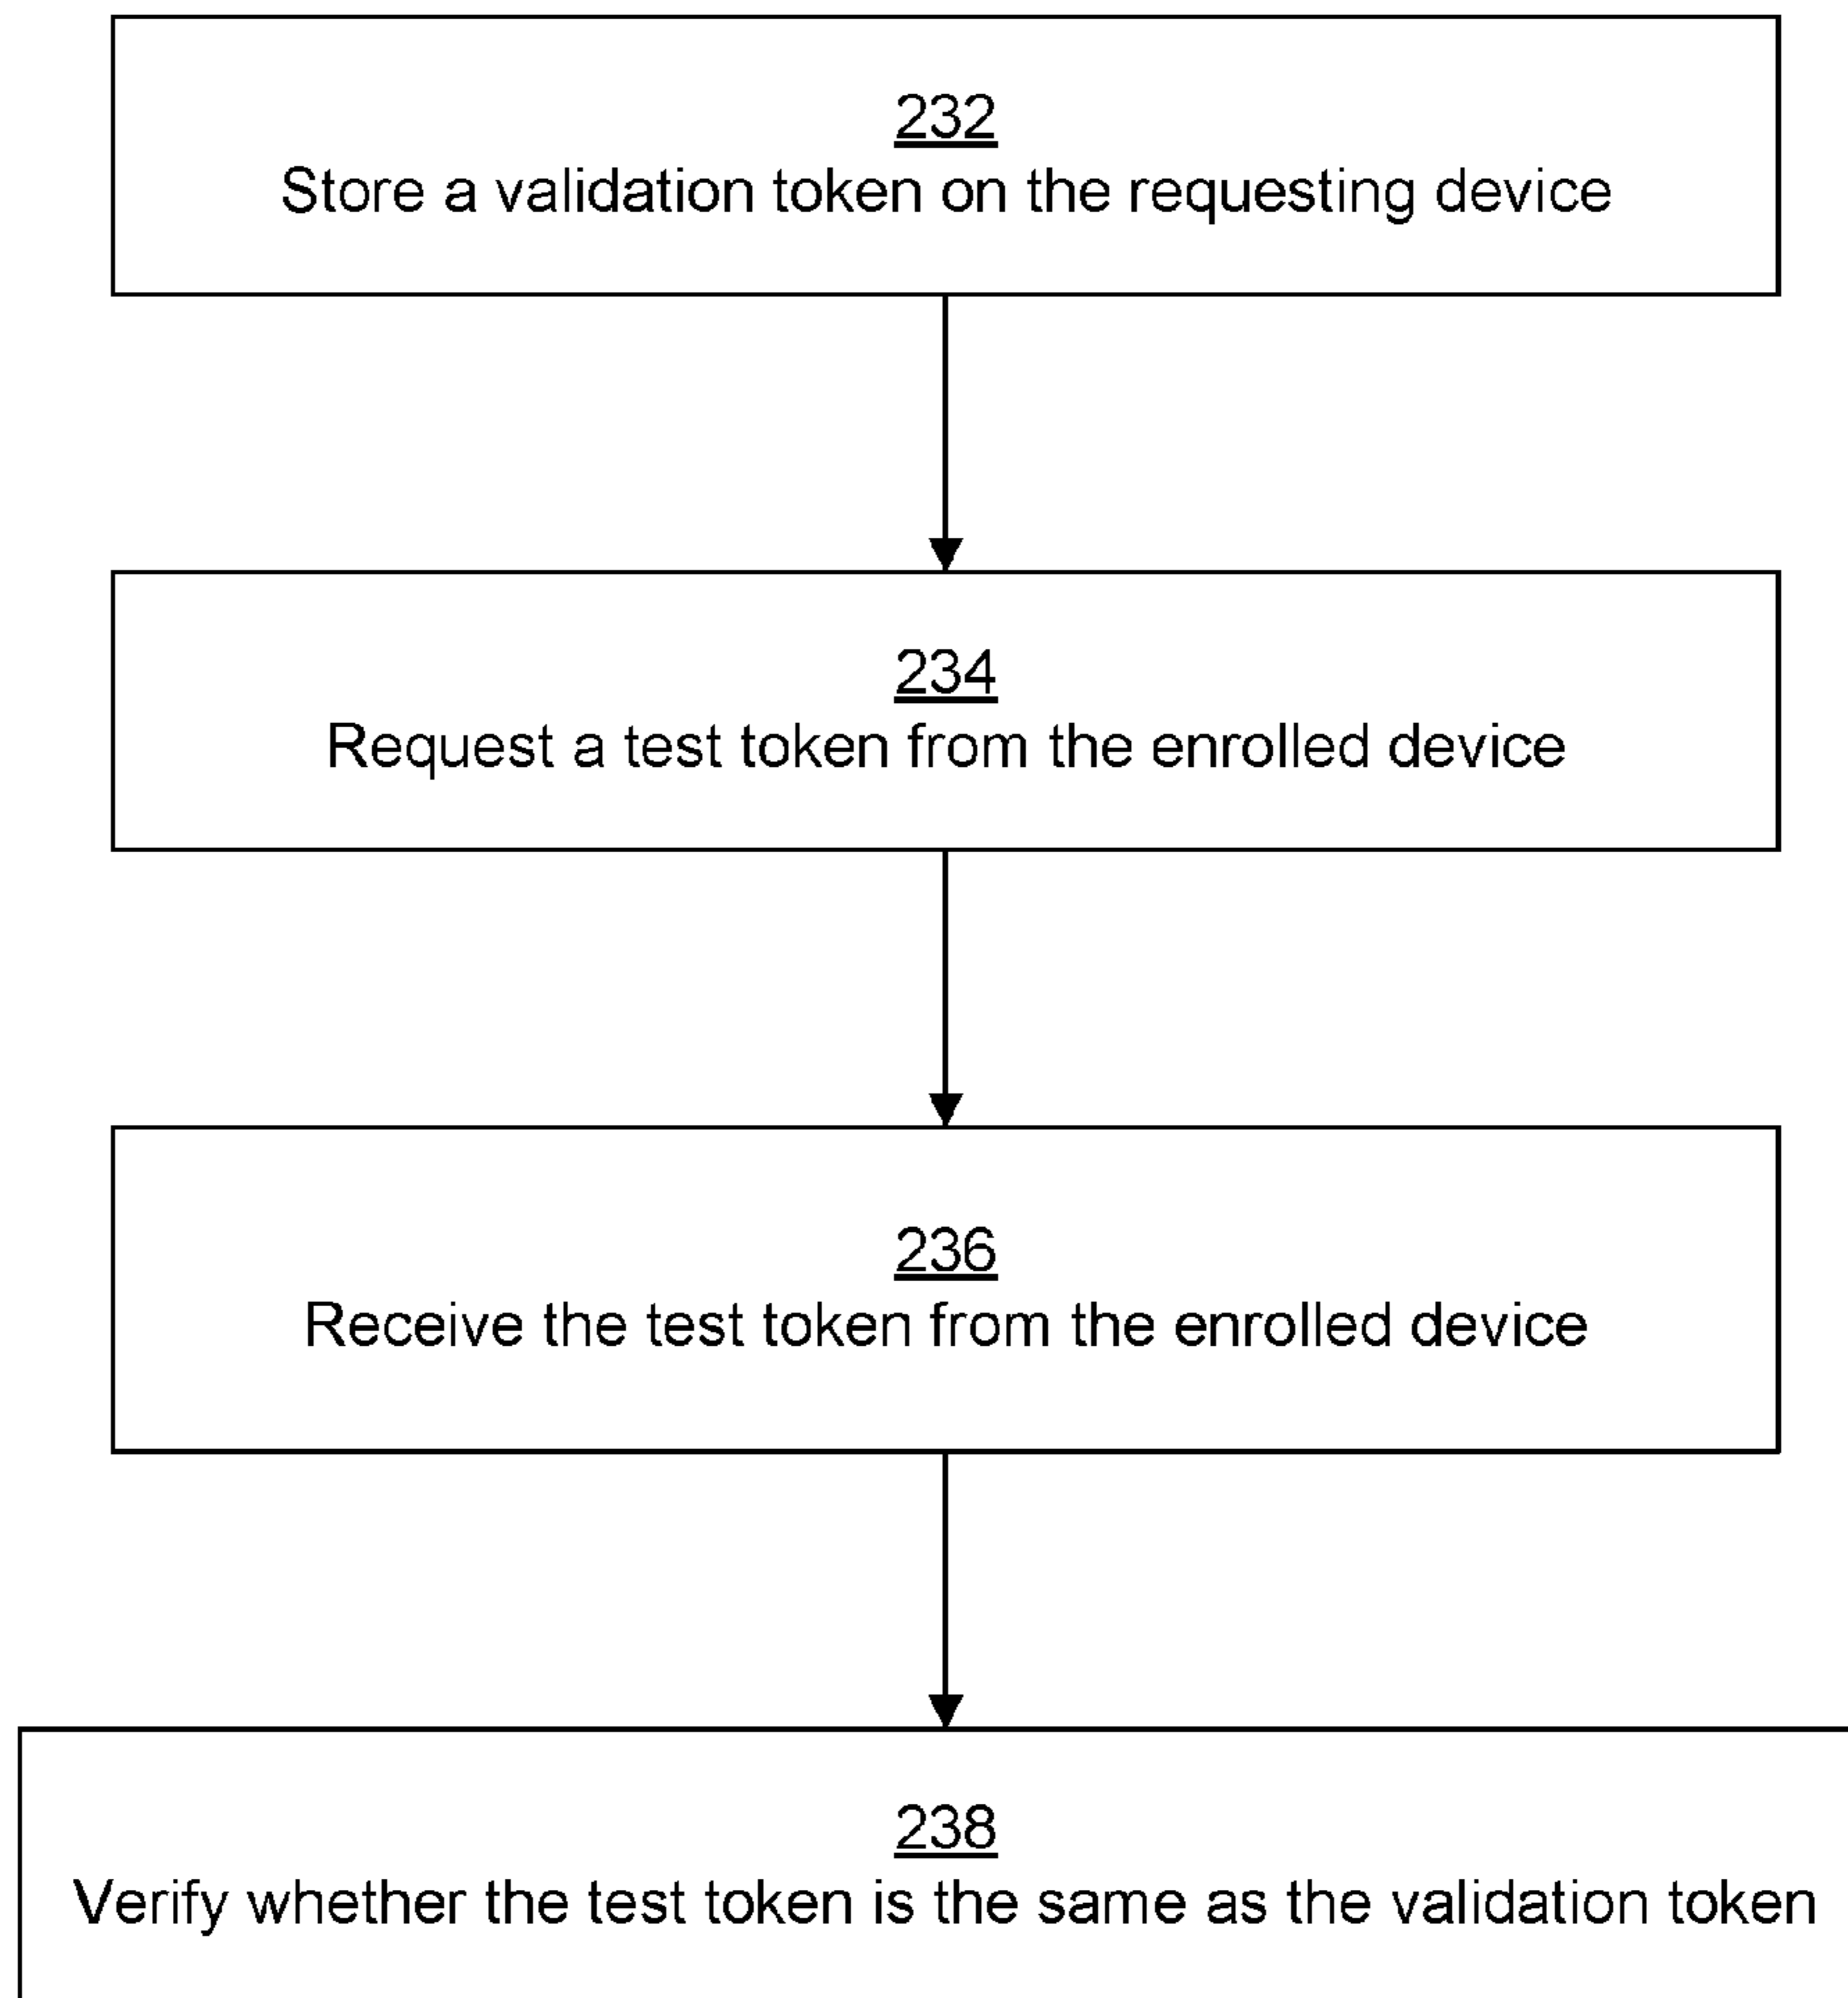 232
Store a validation token on the requesting device
234
Request a test token from the enrolled device
236
Receive the test token from the enrolled device
238
Verify whether the test token is the same as the validation token